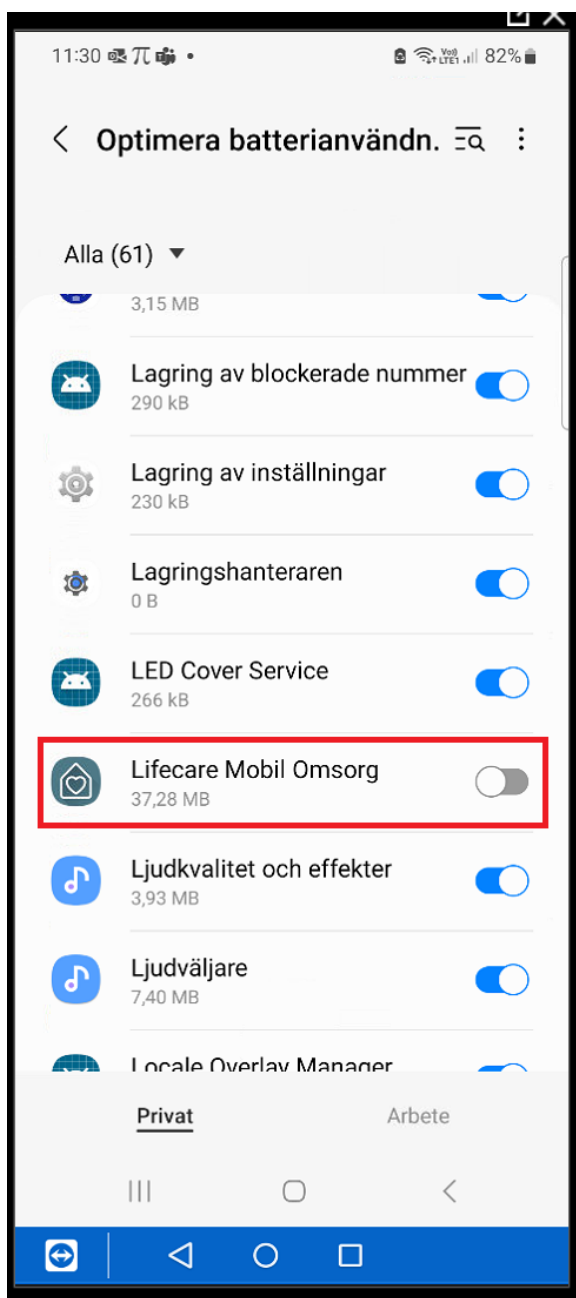 11:30
82%
Optimera batterianvändn.
Alla (61)
3,15 MB
Lagring av blockerade nummer
290 kB
Lagring av inställningar
230 kB
Lagringshanteraren
0 B
LED Cover Service
266 kB
Lifecare Mobil Omsorg
37,28 MB
Ljudkvalitet och effekter
3,93 MB
Ljudväljare
7,40 MB
Locale Overlay Manager
Privat
Arbete